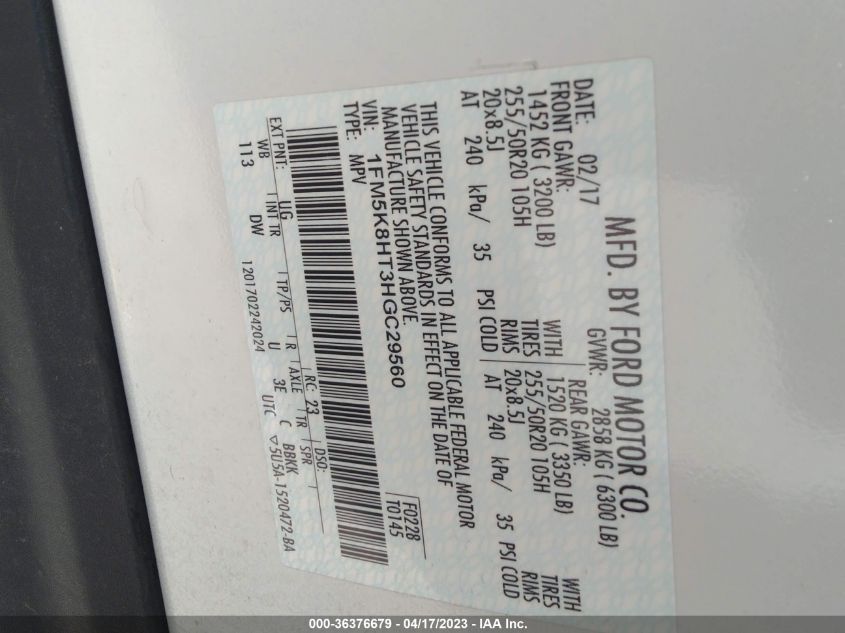 MFD. BY FORD MOTOR CO.
DATE: 02/17 GVWR: 2858 KG ( 6300 LB)
FRONT GAWR: REAR GAWR:
1452 KG ( 3200 LB) WITH 1520 KG ( 3350 LB) WITH
255/50R20 105H TIRES 255/50R20 105H TIRES
20x8.5J RIMS 20x8.5J RIMS
AT 240 kPa/ 35 PSI COLD AT 240 kPa/ 35 PSI COLD
THIS VEHICLE CONFORMS TO ALL APPLICABLE FEDERAL MOTOR
VEHICLE SAFETY STANDARDS IN EFFECT ON THE DATE OF
MANUFACTURE SHOWN ABOVE.
VIN: 1FM5K8HT3HGC29560
TYPE: MPV
F0228
T0145
EXT PNT: UG RC: 23 DSO:
WB INT TR TP/PS R AXLE TR SPR
113 DW U 3E C BBKK
1201702242024 UTC ▽5U5A-1520472-BA
000-36376679 - 04/17/2023 - IAA Inc.